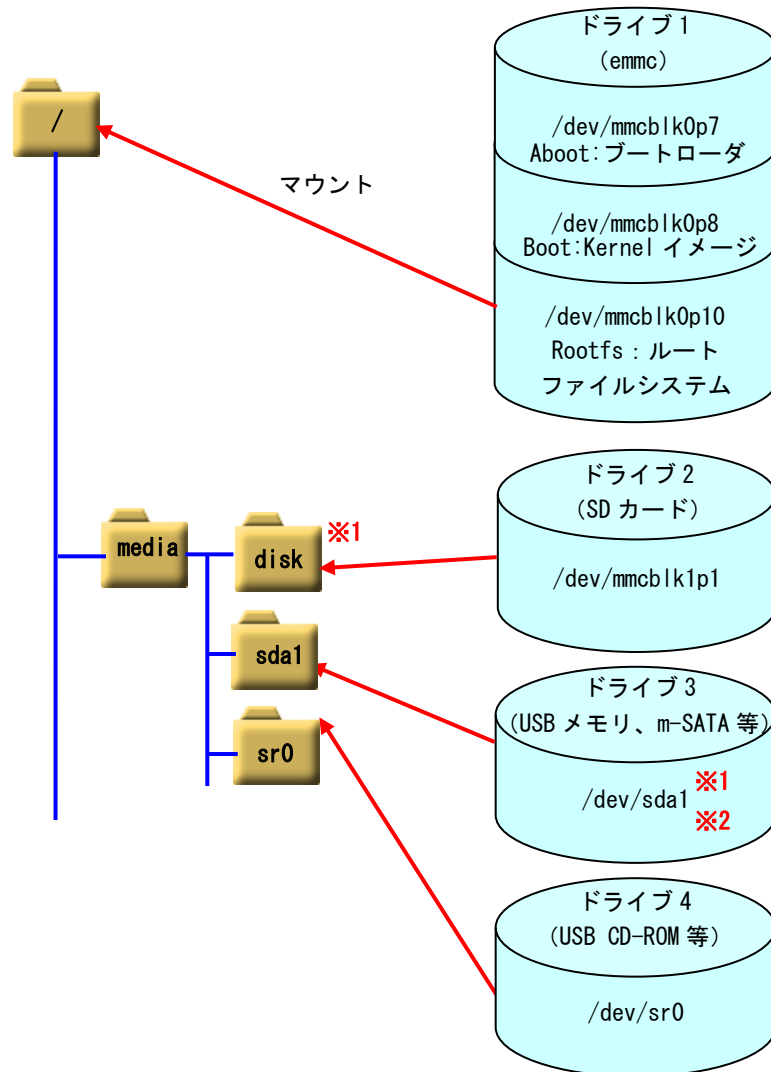 ドライブ1
(emmc)
/dev/mmcblk0p7
Aboot:ブートローダ
/dev/mmcblk0p8
Boot:Kernel イメージ
/dev/mmcblk0p10
Rootfs：ルート
ファイルシステム
/
マウント
media
disk
※1
sda1
sr0
ドライブ2
(SD カード)
/dev/mmcblk1p1
ドライブ3
(USB メモリ、m-SATA 等)
/dev/sda1
※1
※2
ドライブ4
(USB CD-ROM 等)
/dev/sr0